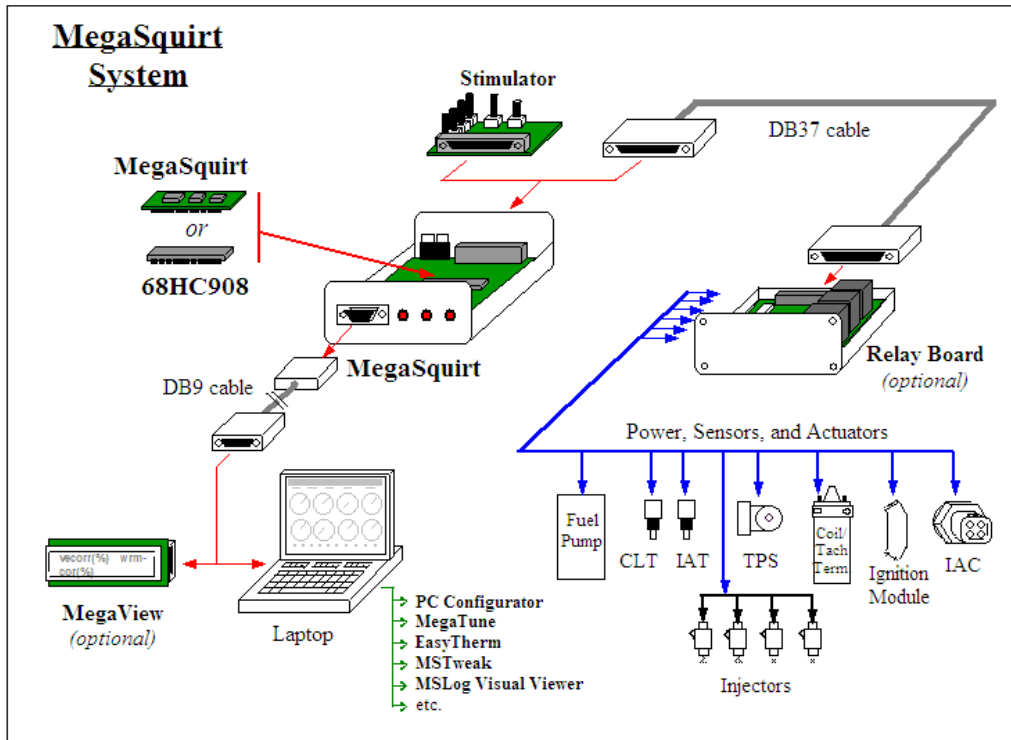 MegaSquirt
System
Stimulator
DB37 cable
MegaSquirt
or
68HC908
MegaSquirt
DB9 cable
Relay Board
(optional)
Power, Sensors, and Actuators
Fuel
Pump
CLT
IAT
TPS
Coil/
Tach
Term
Ignition
Module
IAC
Injectors
vecorr(%) wrm-
cor(%)
MegaView
(optional)
Laptop
PC Configurator
MegaTune
EasyTherm
MSTweak
MSLog Visual Viewer
etc.